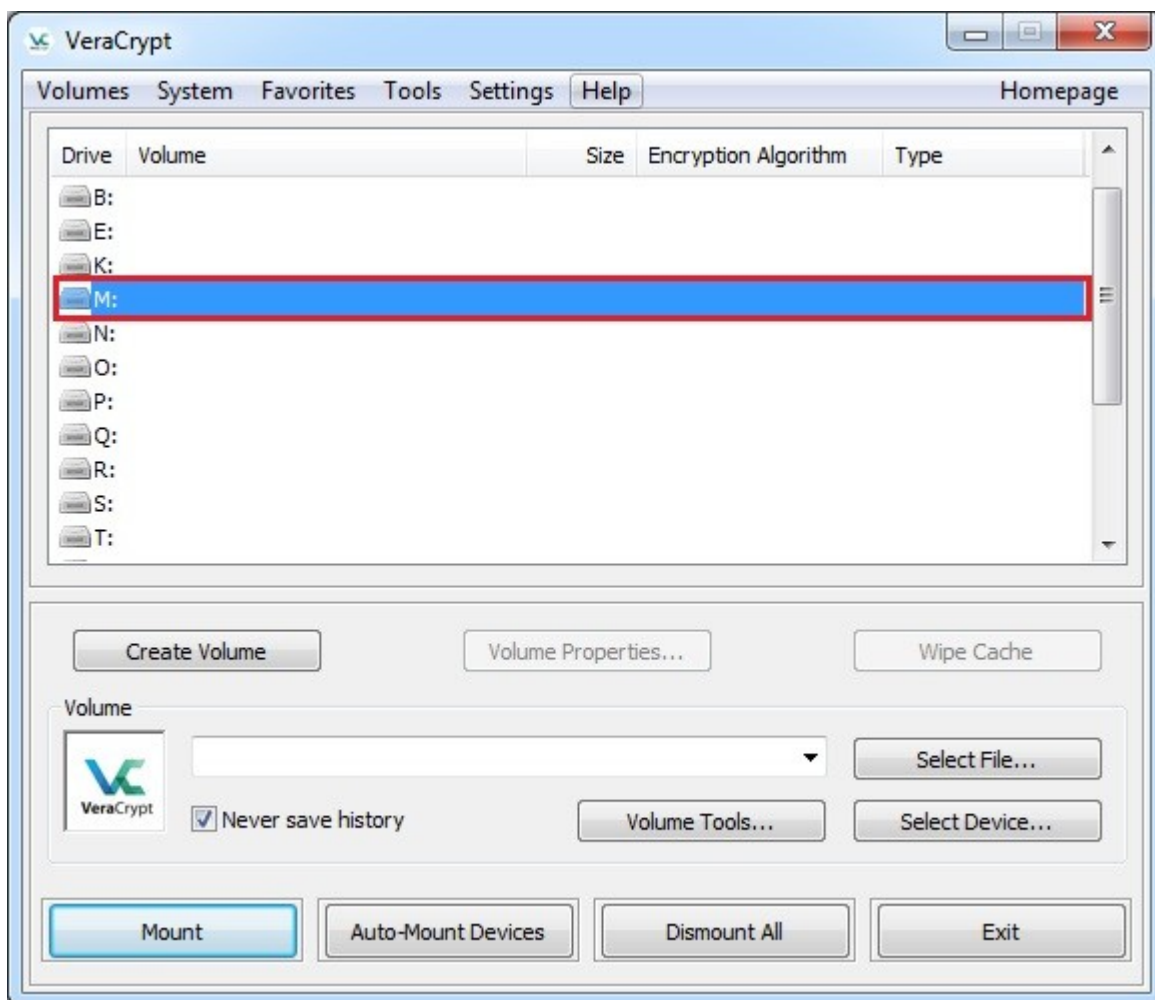 VeraCrypt
Volumes System Favorites Tools Settings Help Homepage
Drive Volume Size Encryption Algorithm Type
B:
E:
K:
M:
N:
O:
P:
Q:
R:
S:
T:
Create Volume Volume Properties... Wipe Cache
Volume
VeraCrypt
Select File...
Never save history Volume Tools... Select Device...
Mount Auto-Mount Devices Dismount All Exit